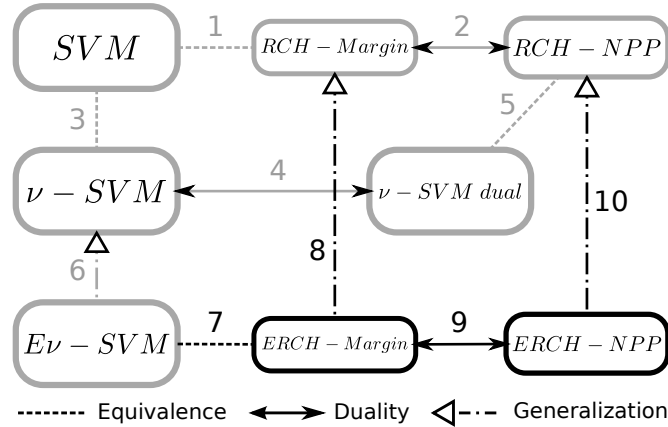 SVM 1 RCH − Margin 2 RCH − NPP
3 5
ν − SVM 4 ν − SVM dual
6 8 10
Eν − SVM 7 ERCH − Margin 9 ERCH − NPP
Equivalence Duality Generalization